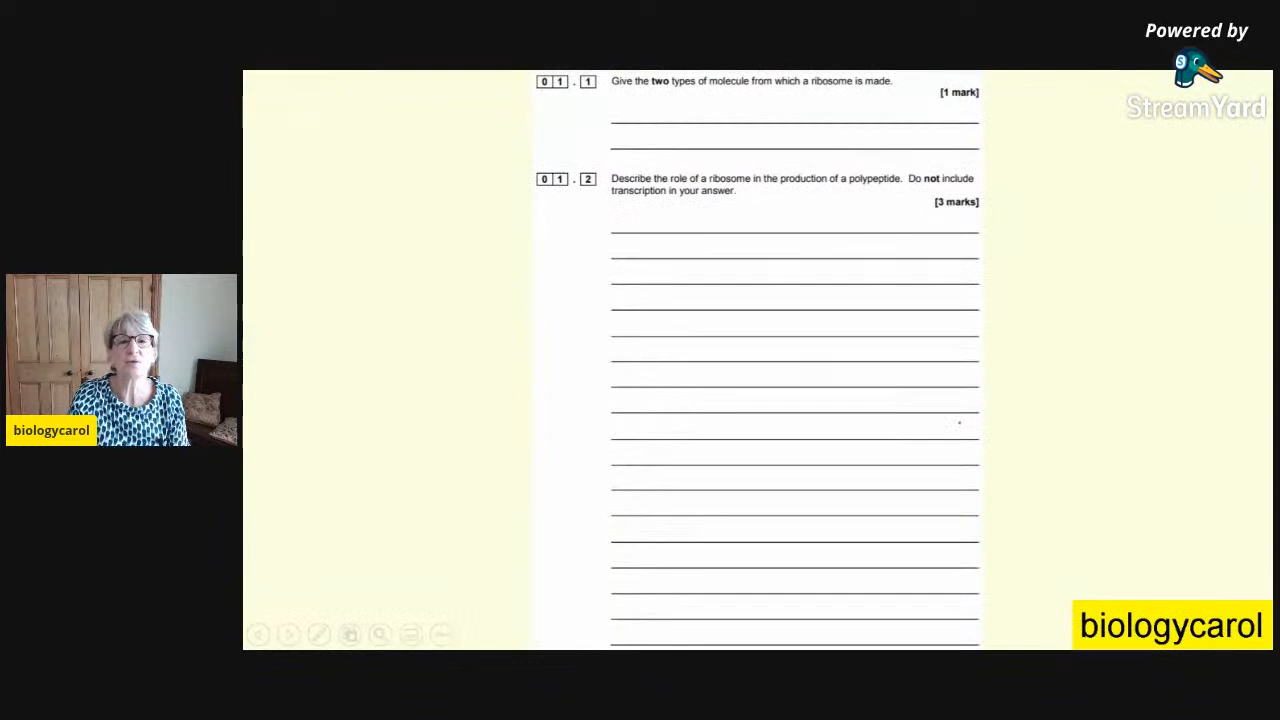 Powered by
StreamYard
0 1 . 1 Give the two types of molecule from which a ribosome is made.
[1 mark]
0 1 . 2 Describe the role of a ribosome in the production of a polypeptide. Do not include
transcription in your answer.
[3 marks]
biologycarol
biologycarol